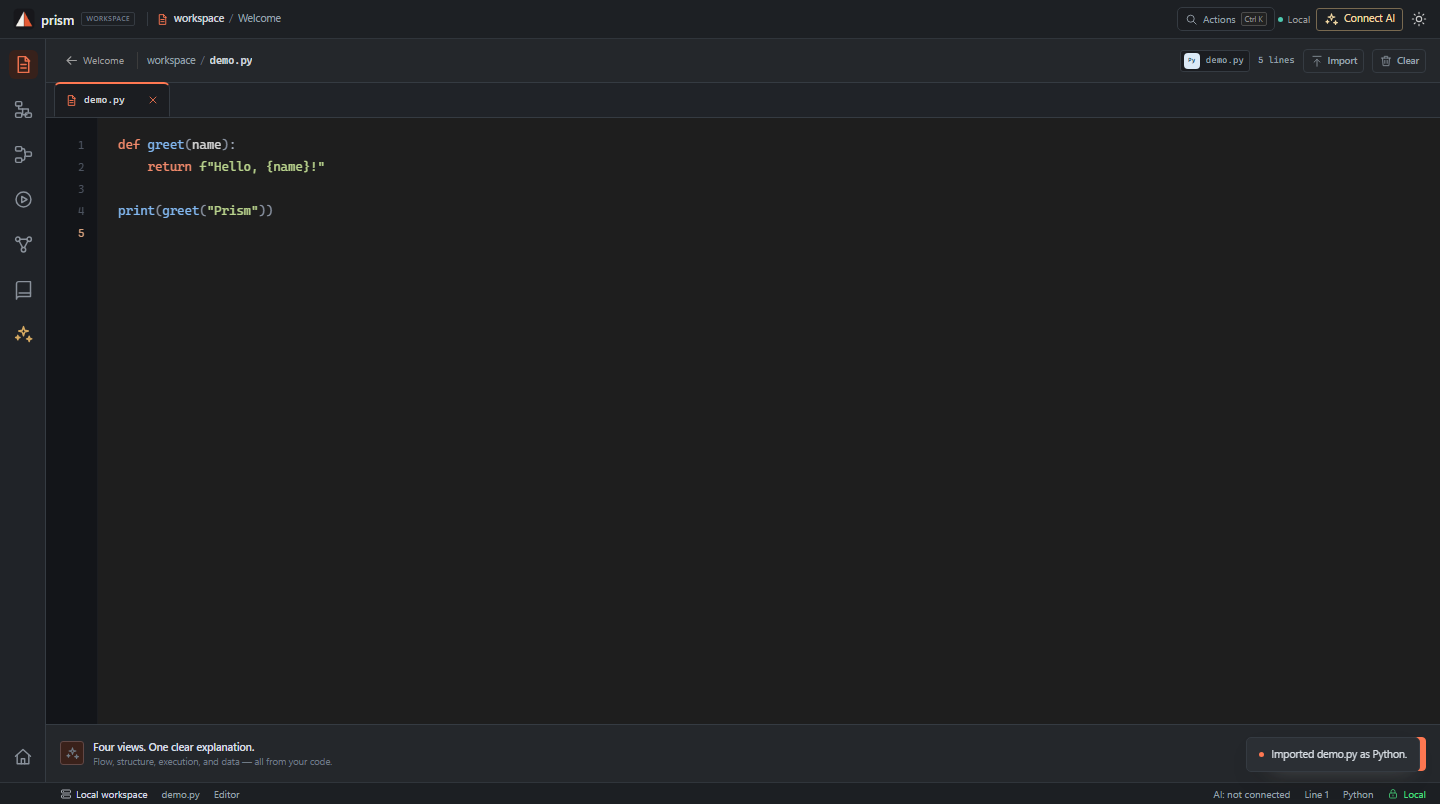 prism WORKSPACE workspace / Welcome Actions Ctrl K Local Connect AI
Welcome workspace / demo.py Py demo.py 5 lines Import Clear
demo.py
1 def greet(name):
2 return f"Hello, {name}!"
3
4 print(greet("Prism"))
5
Four views. One clear explanation.
Flow, structure, execution, and data — all from your code.
Imported demo.py as Python.
Local workspace demo.py Editor AI: not connected Line 1 Python Local